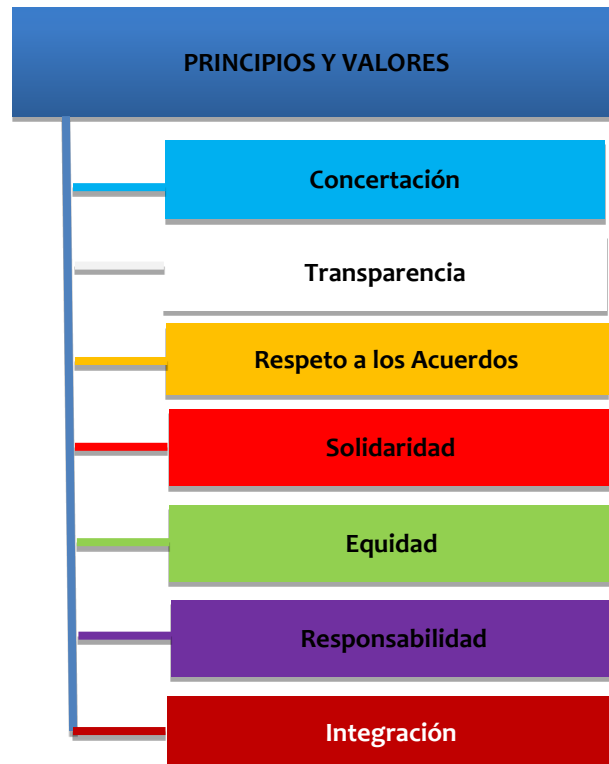 PRINCIPIOS Y VALORES
Concertación
Transparencia
Respeto a los Acuerdos
Solidaridad
Equidad
Responsabilidad
Integración